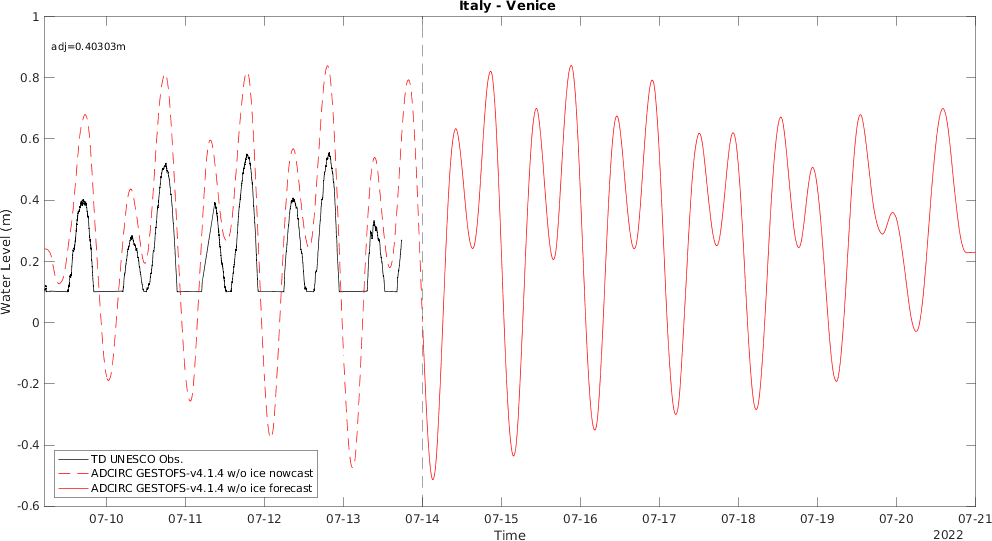 Italy - Venice
adj=0.40303m
1
0.8
0.6
0.4
0.2
0
-0.2
-0.4
-0.6
Water Level (m)
TD UNESCO Obs.
ADCIRC GESTOFS-v4.1.4 w/o ice nowcast
ADCIRC GESTOFS-v4.1.4 w/o ice forecast
07-10 07-11 07-12 07-13 07-14 07-15 07-16 07-17 07-18 07-19 07-20 07-21
Time
2022